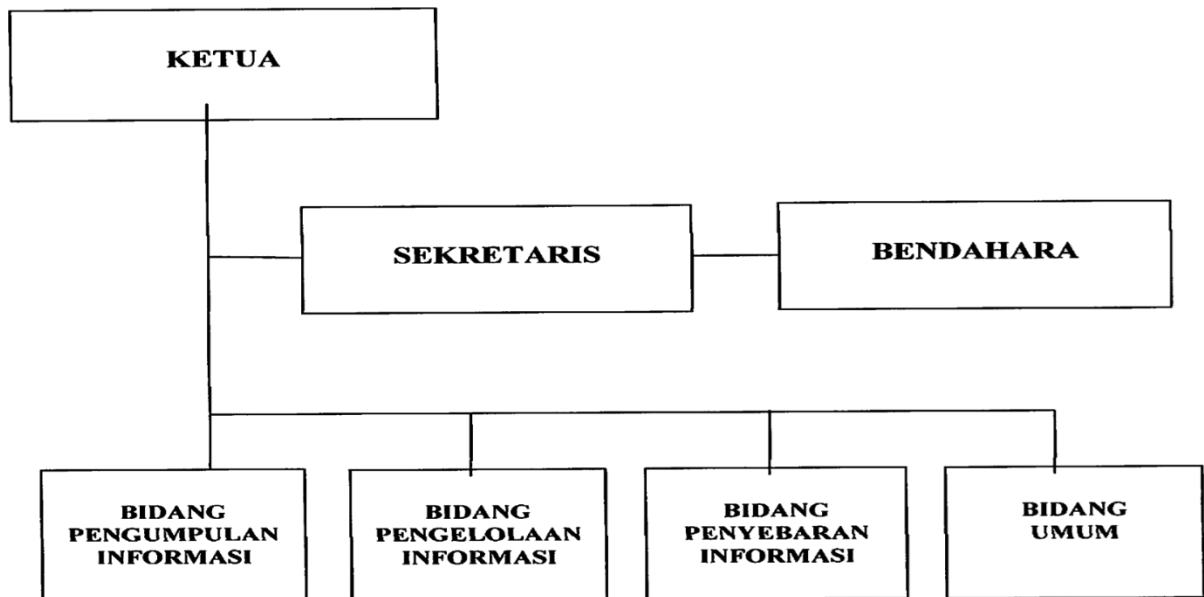 KETUA
SEKRETARIS
BENDAHARA
BIDANG
PENGUMPULAN
INFORMASI
BIDANG
PENGELOLAAN
INFORMASI
BIDANG
PENYEBARAN
INFORMASI
BIDANG
UMUM